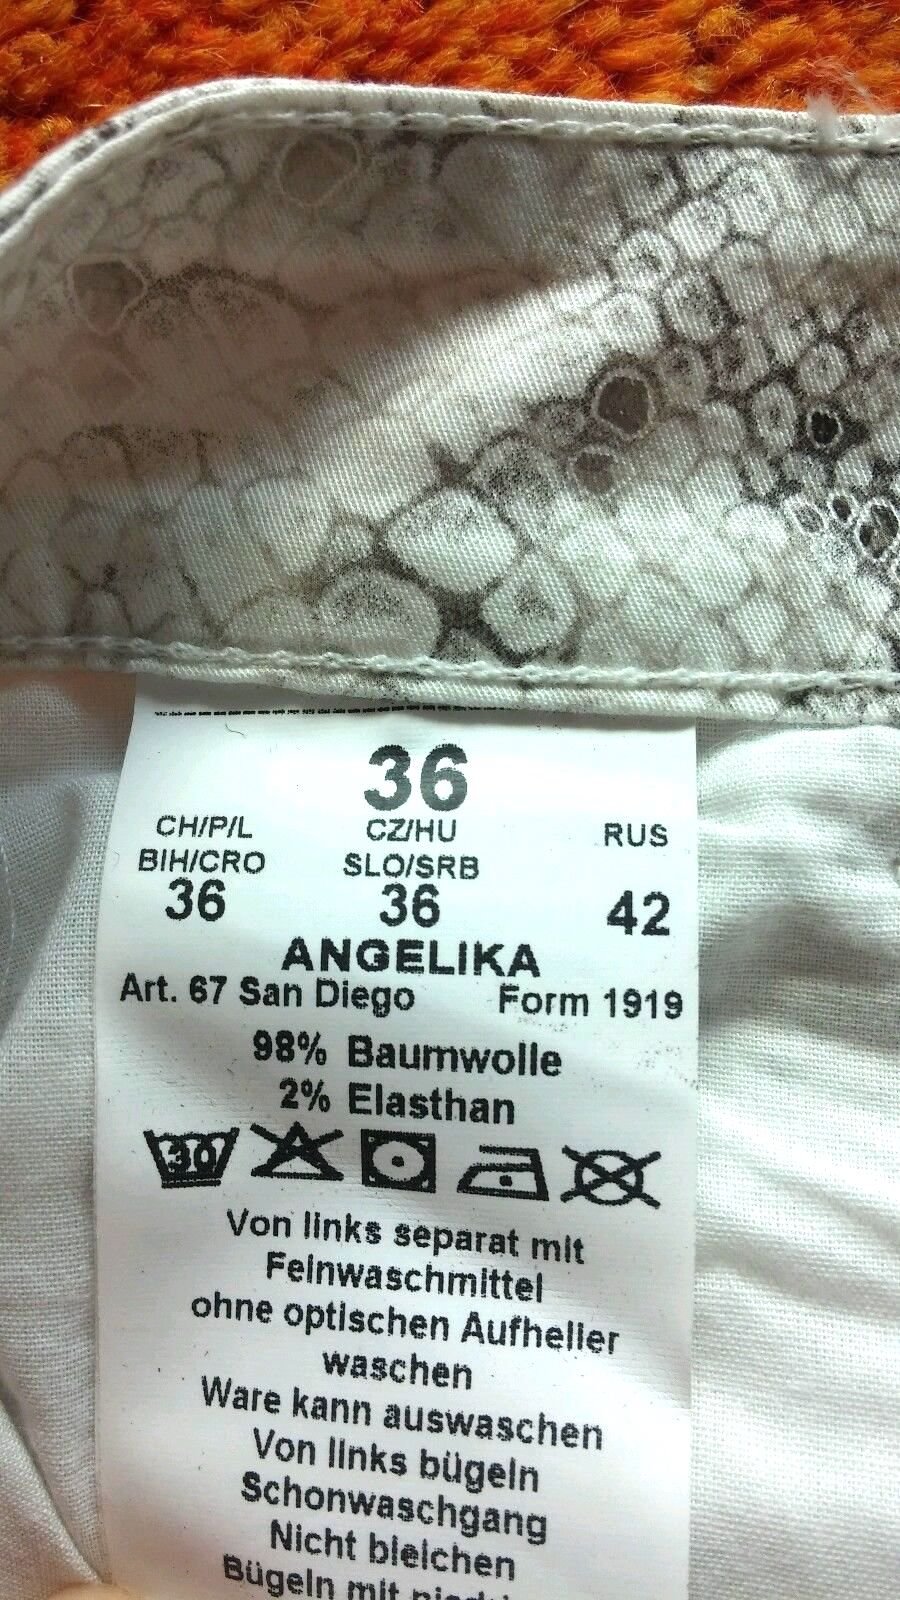 36
CH/P/L CZ/HU RUS
BIH/CRO SLO/SRB
36 36 42
ANGELIKA
Art. 67 San Diego Form 1919
98% Baumwolle
2% Elasthan
30
Von links separat mit
Feinwaschmittel
ohne optischen Aufheller
waschen
Ware kann auswaschen
Von links bügeln
Schonwaschgang
Nicht bleichen
Bügeln mit